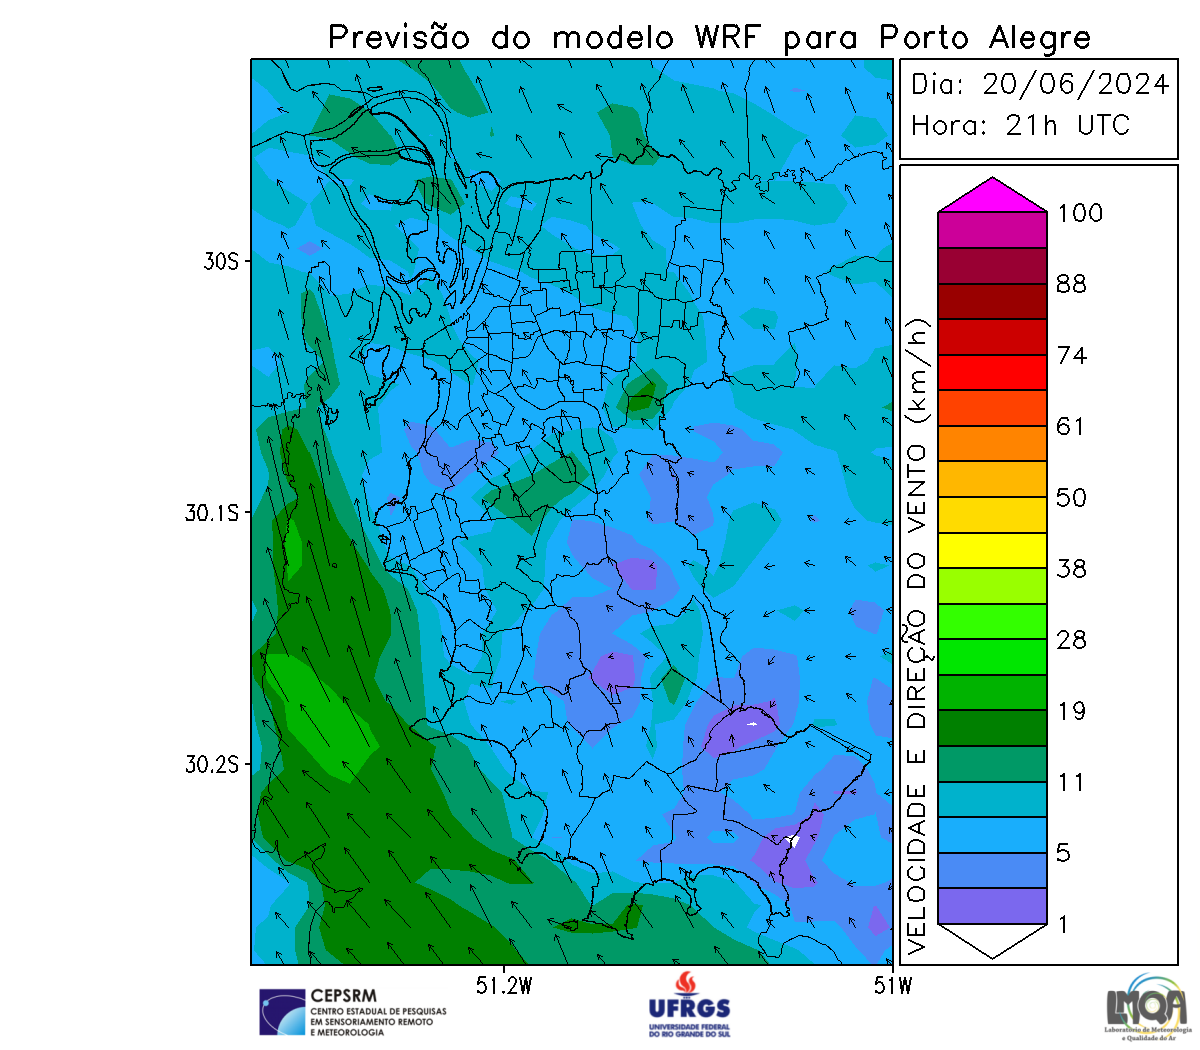 Previsão do modelo WRF para Porto Alegre
Dia: 20/06/2024
Hora: 21h UTC
30S
30.1S
30.2S
51.2W
51W
VELOCIDADE E DIREÇÃO DO VENTO (km/h)
100
88
74
61
50
38
28
19
11
5
1
CEPSRM
CENTRO ESTADUAL DE PESQUISAS
EM SENSORIAMENTO REMOTO
E METEOROLOGIA
UFRGS
UNIVERSIDADE FEDERAL
DO RIO GRANDE DO SUL
LMQA
Laboratório de Meteorologia
e Qualidade do Ar